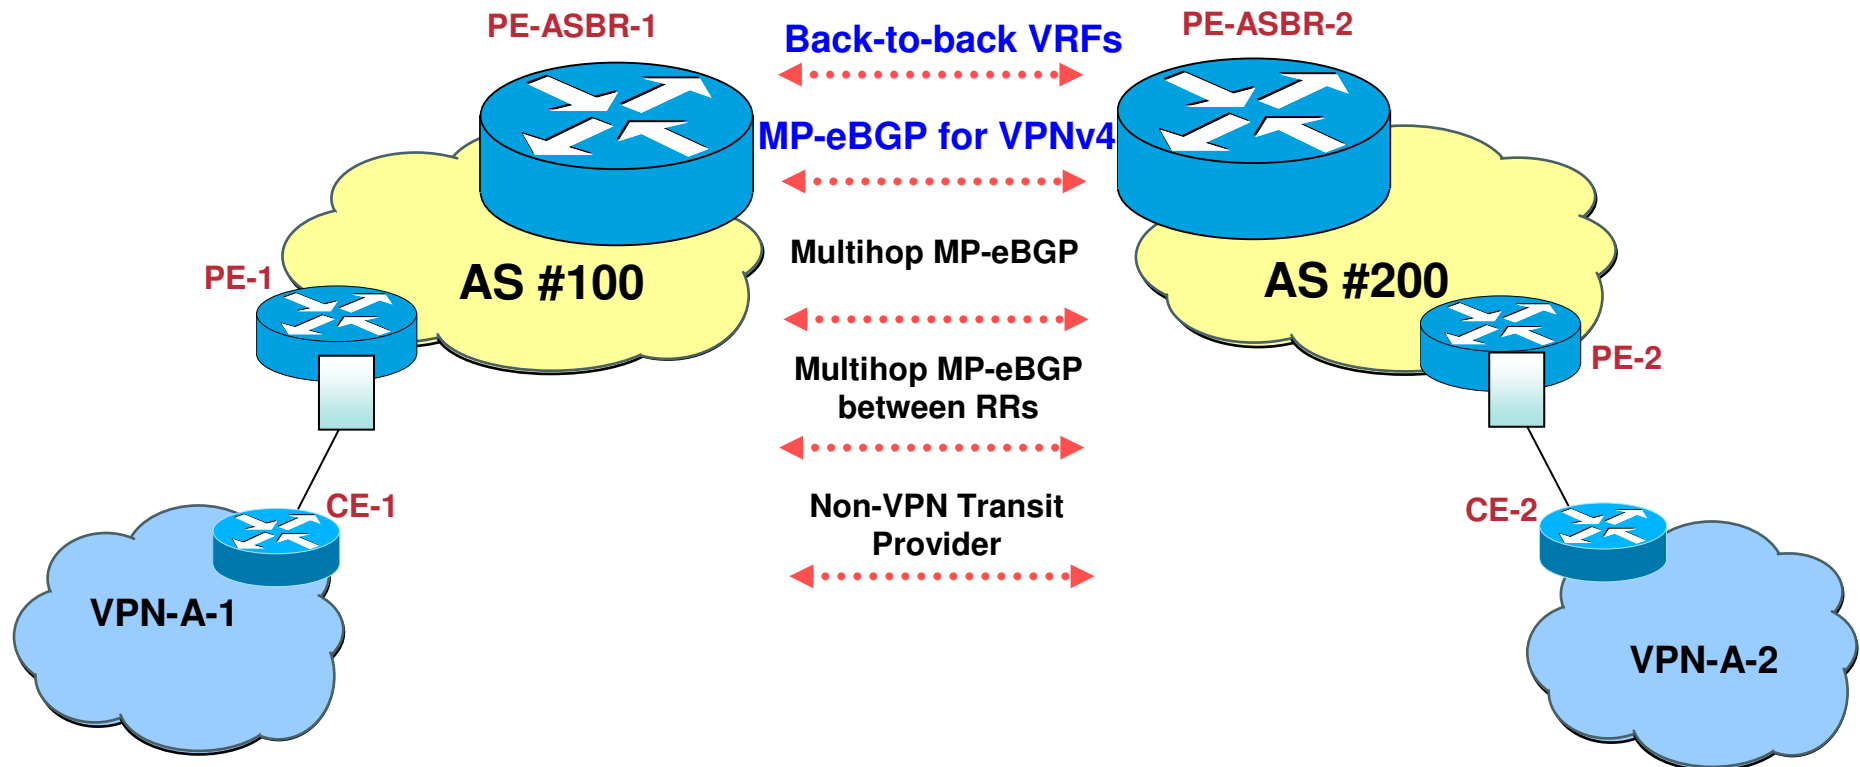 PE-ASBR-1
Back-to-back VRFs
PE-ASBR-2
MP-eBGP for VPNv4
Multihop MP-eBGP
PE-1
AS #100
AS #200
Multihop MP-eBGP
between RRs
PE-2
CE-1
Non-VPN Transit
Provider
CE-2
VPN-A-1
VPN-A-2